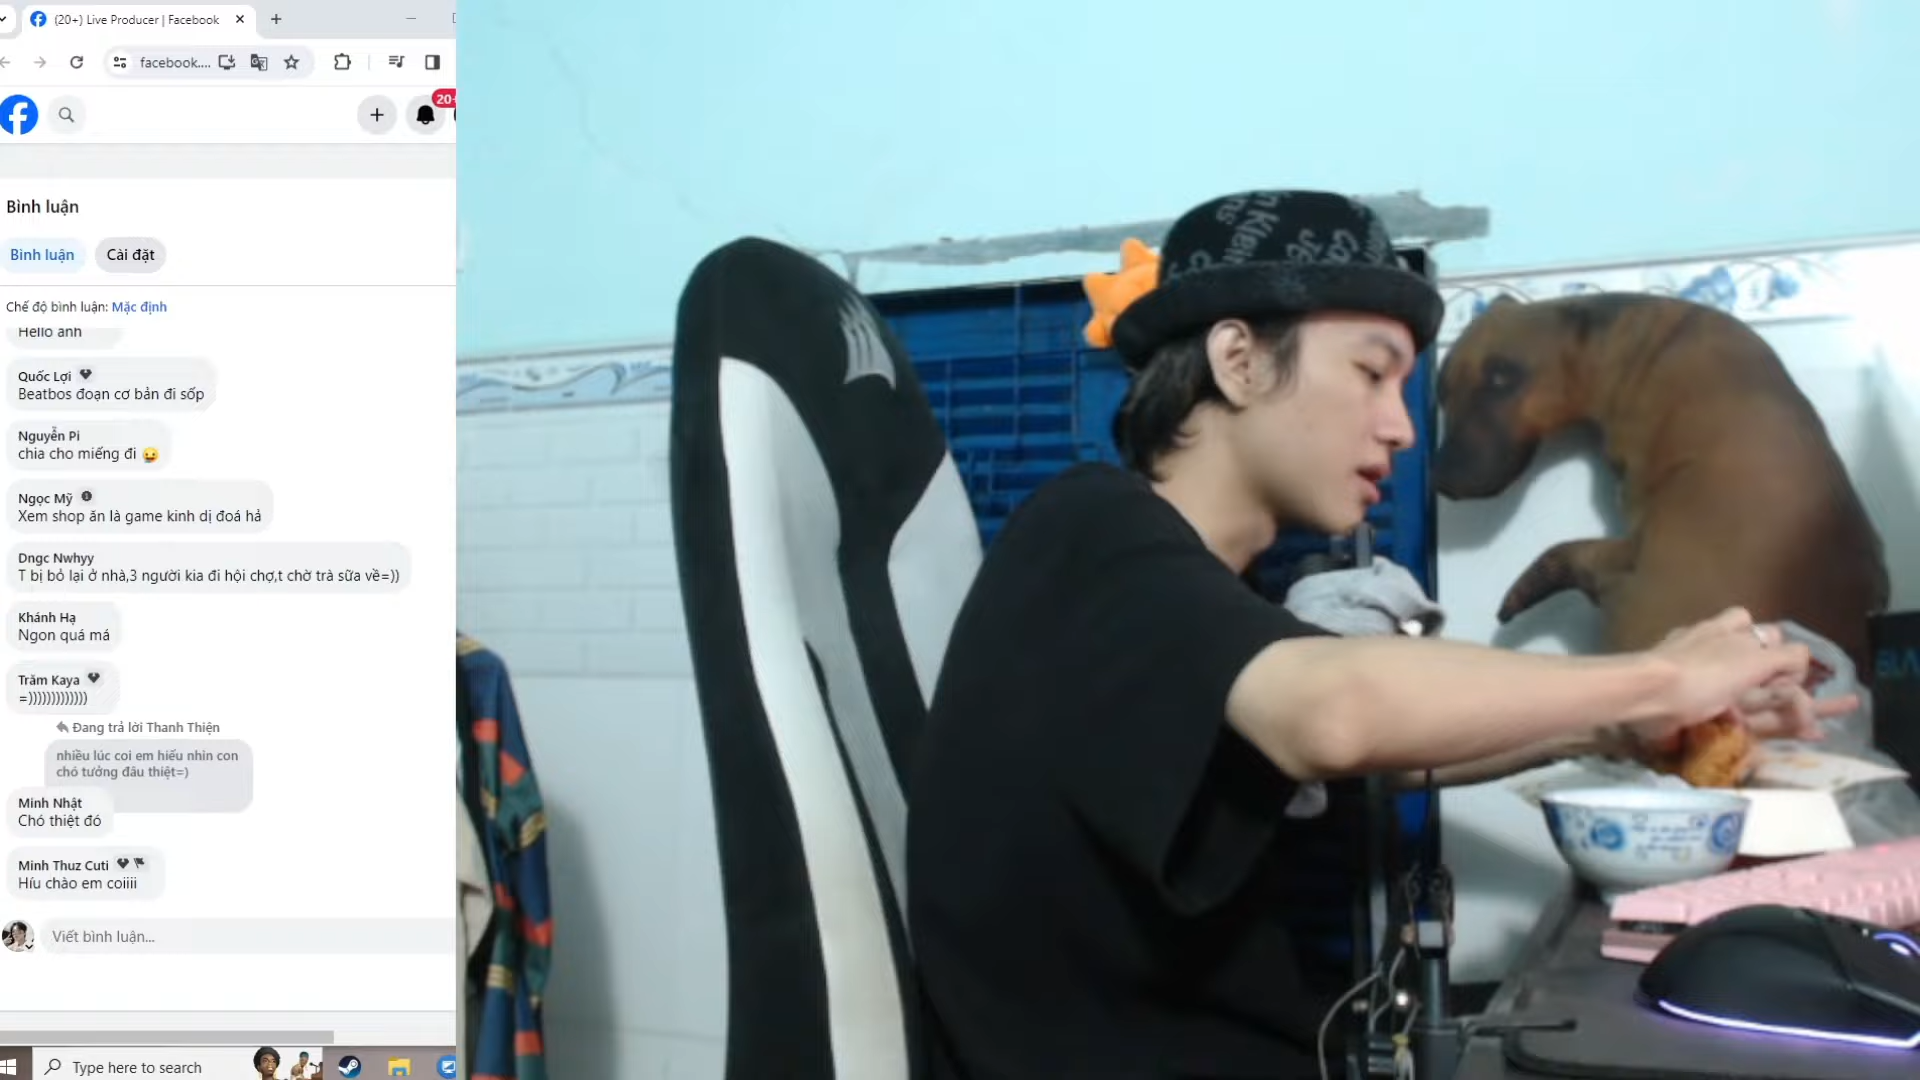 (20+) Live Producer | Facebook
facebook....
20+
Bình luận
Bình luận
Cài đặt
Chế độ bình luận: Mặc định
Hello anh
Quốc Lợi
Beatbos đoạn cơ bản đi sốp
Nguyễn Pi
chia cho miếng đi
Ngọc Mỹ
Xem shop ăn là game kinh dị đoá hả
Dngc Nwhyy
T bị bỏ lại ở nhà,3 người kia đi hội chợ,t chờ trà sữa về=))
Khánh Hạ
Ngon quá má
Trăm Kaya
=))))))))))))))
Đang trả lời Thanh Thiện
nhiều lúc coi em hiếu nhin con
chó tưởng đâu thiệt=)
Minh Nhật
Chó thiệt đó
Minh Thuz Cuti
Híu chào em coiiii
Viết bình luận...
Type here to search